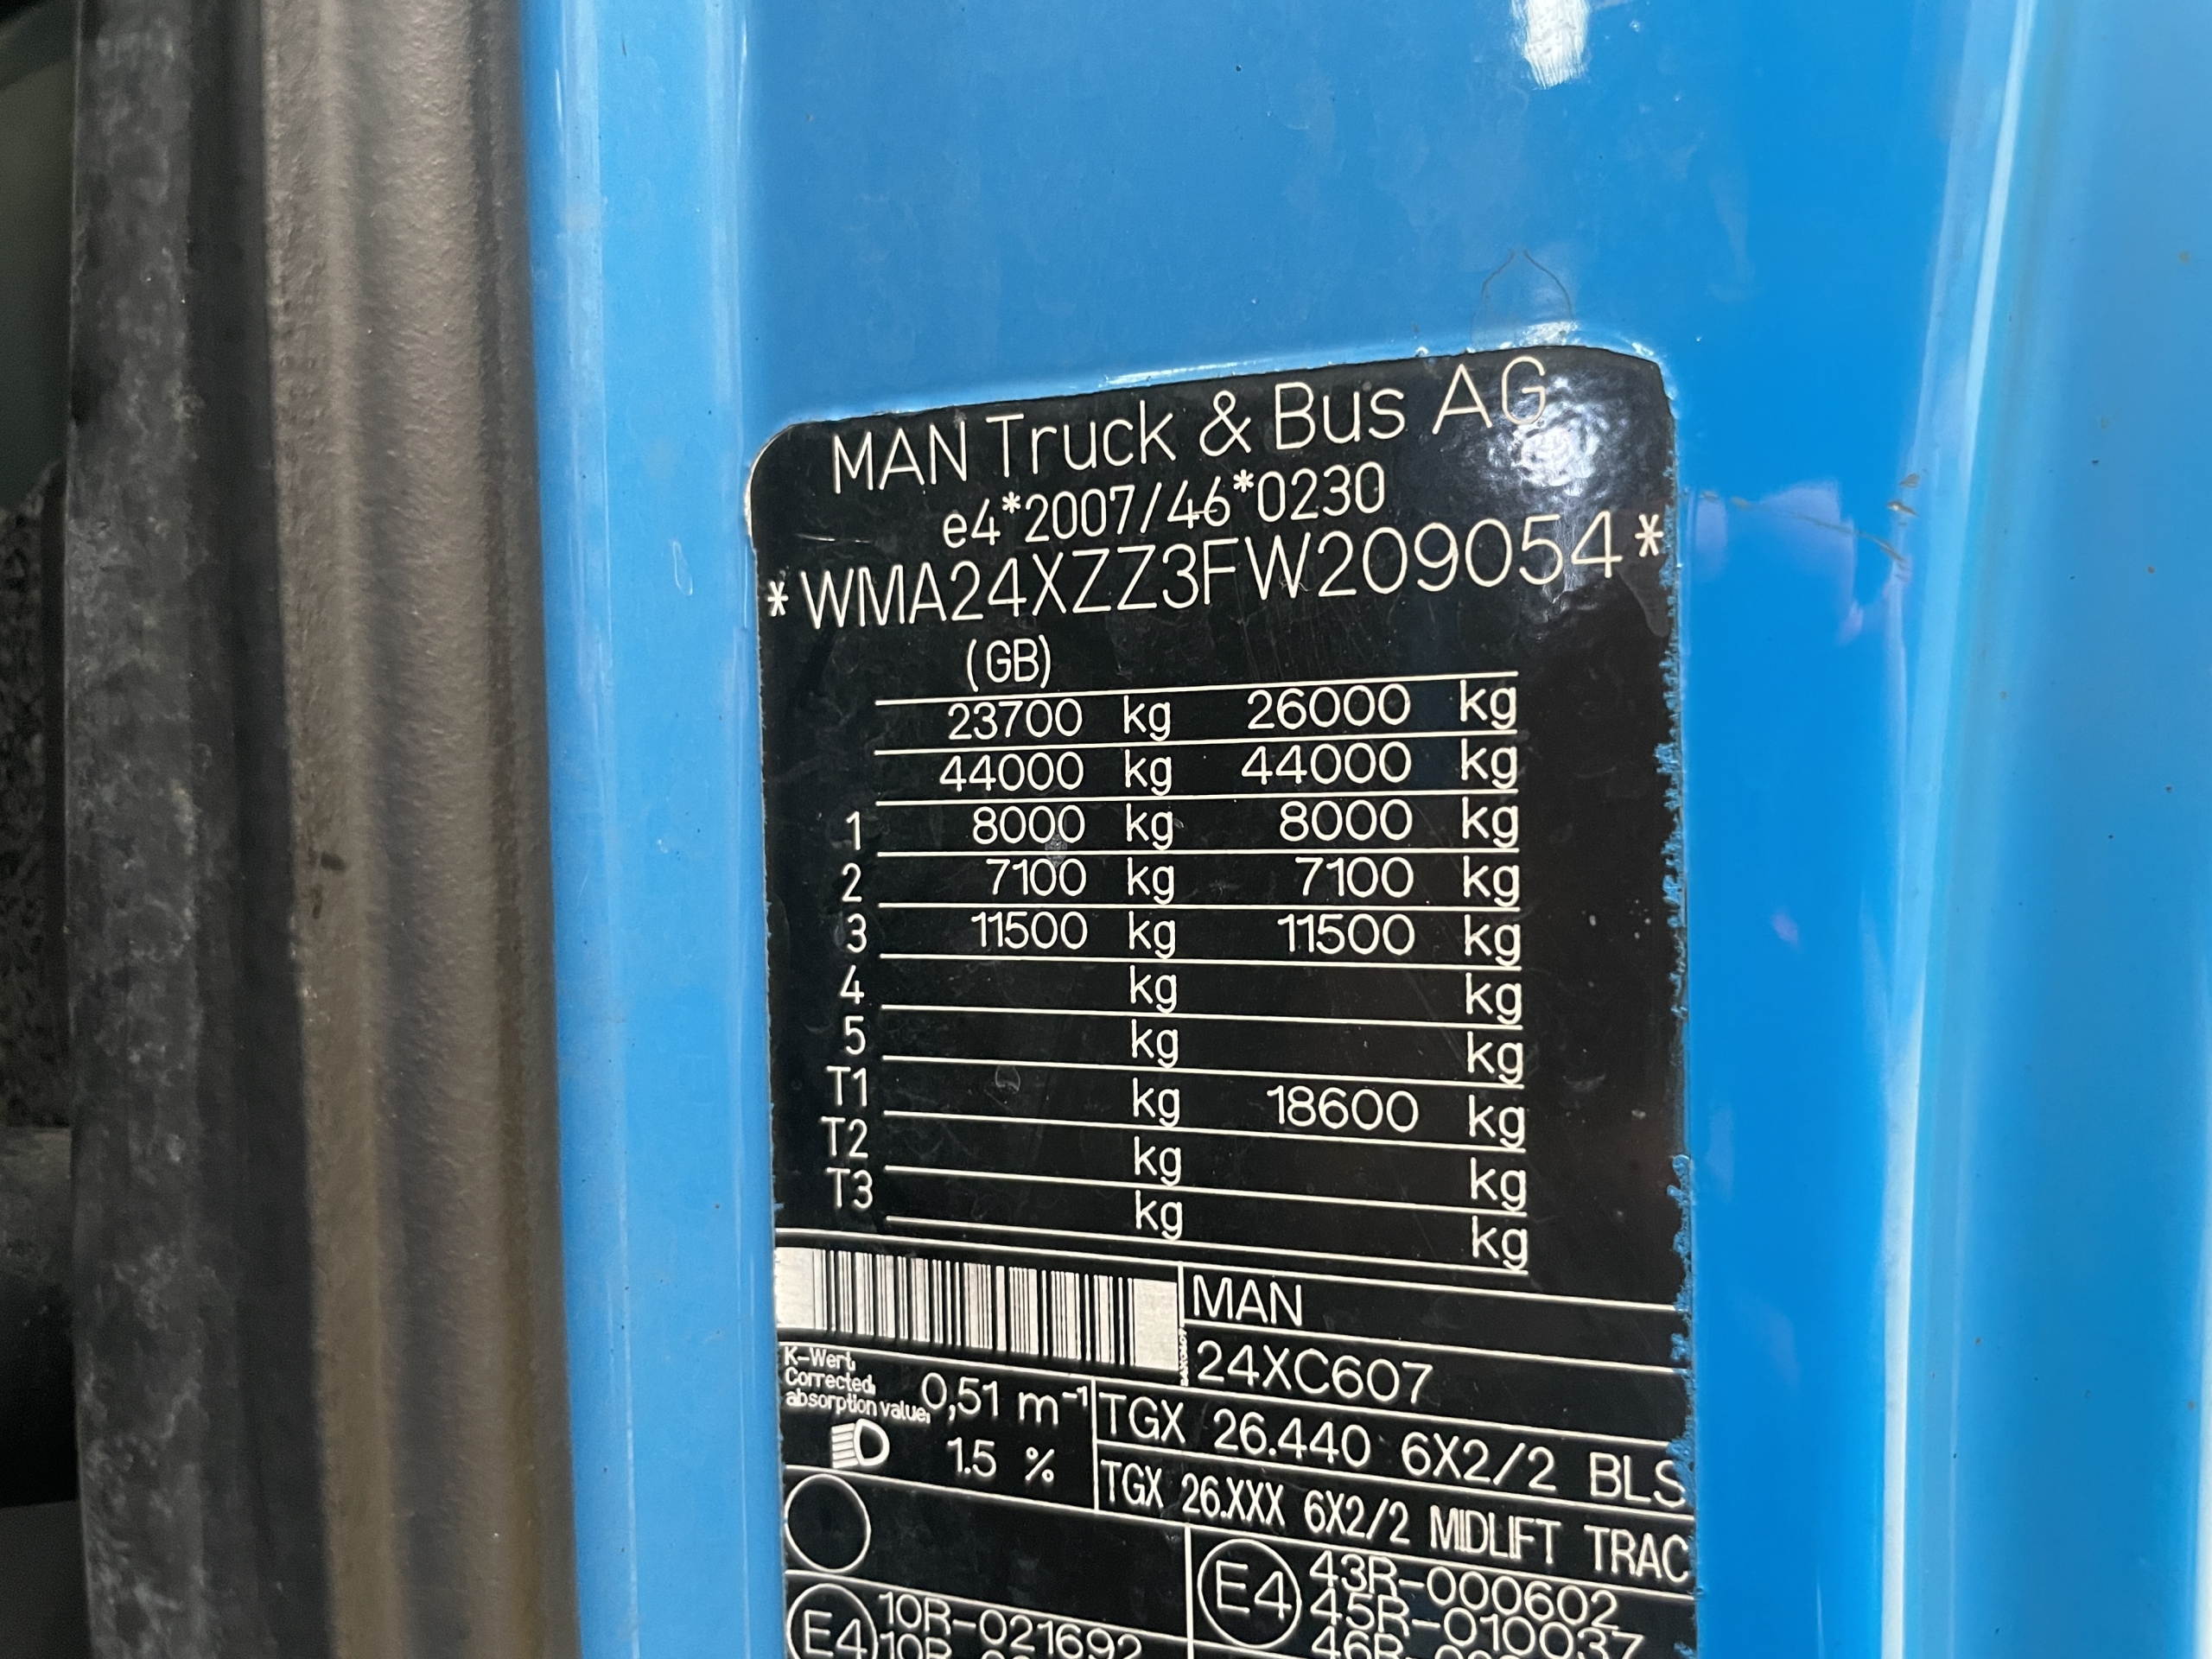 MAN Truck & Bus AG
e4*2007/46*0230
*WMA24XZZ3FW209054*
(GB)
23700 kg 26000 kg
44000 kg 44000 kg
1 8000 kg 8000 kg
2 7100 kg 7100 kg
3 11500 kg 11500 kg
4 kg kg
5 kg kg
T1 kg 18600 kg
T2 kg kg
T3 kg kg
MAN
24XC607
K-Wert,
Corrected,
absorption value,
0,51 m⁻¹
TGX 26.440 6X2/2 BLS
1.5 %
TGX 26.XXX 6X2/2 MIDLIFT TRAC
E4 43R-000602
45R-010037
46R-
E4 10R-021692
10R-